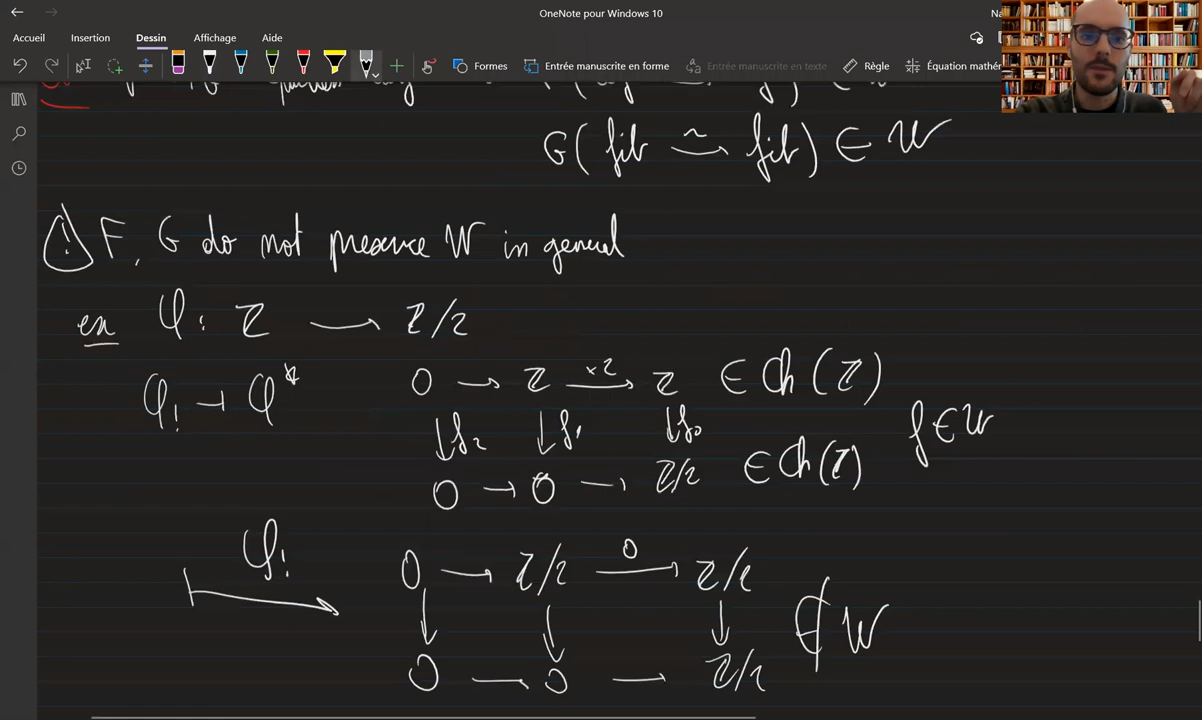 OneNote pour Windows 10
Accueil Insertion Dessin Affichage Aide
Formes Entrée manuscrite en forme Entrée manuscrite en texte Règle Équation mathé
G( fib ~→ fib ) ∈ W
F, G do not preserve W in general
ex φ: Z → Z/2
φ! ⊣ φ*
0 → Z ×2→ Z ∈ Ch(Z)
↓f₂ ↓f₁ ↓f₀ f ∈ W
0 → 0 → Z/2 ∈ Ch(Z)
φ! ↦
0 → Z/2 0→ Z/2
↓ ↓ ↓ ∉ W
0 → 0 → Z/2